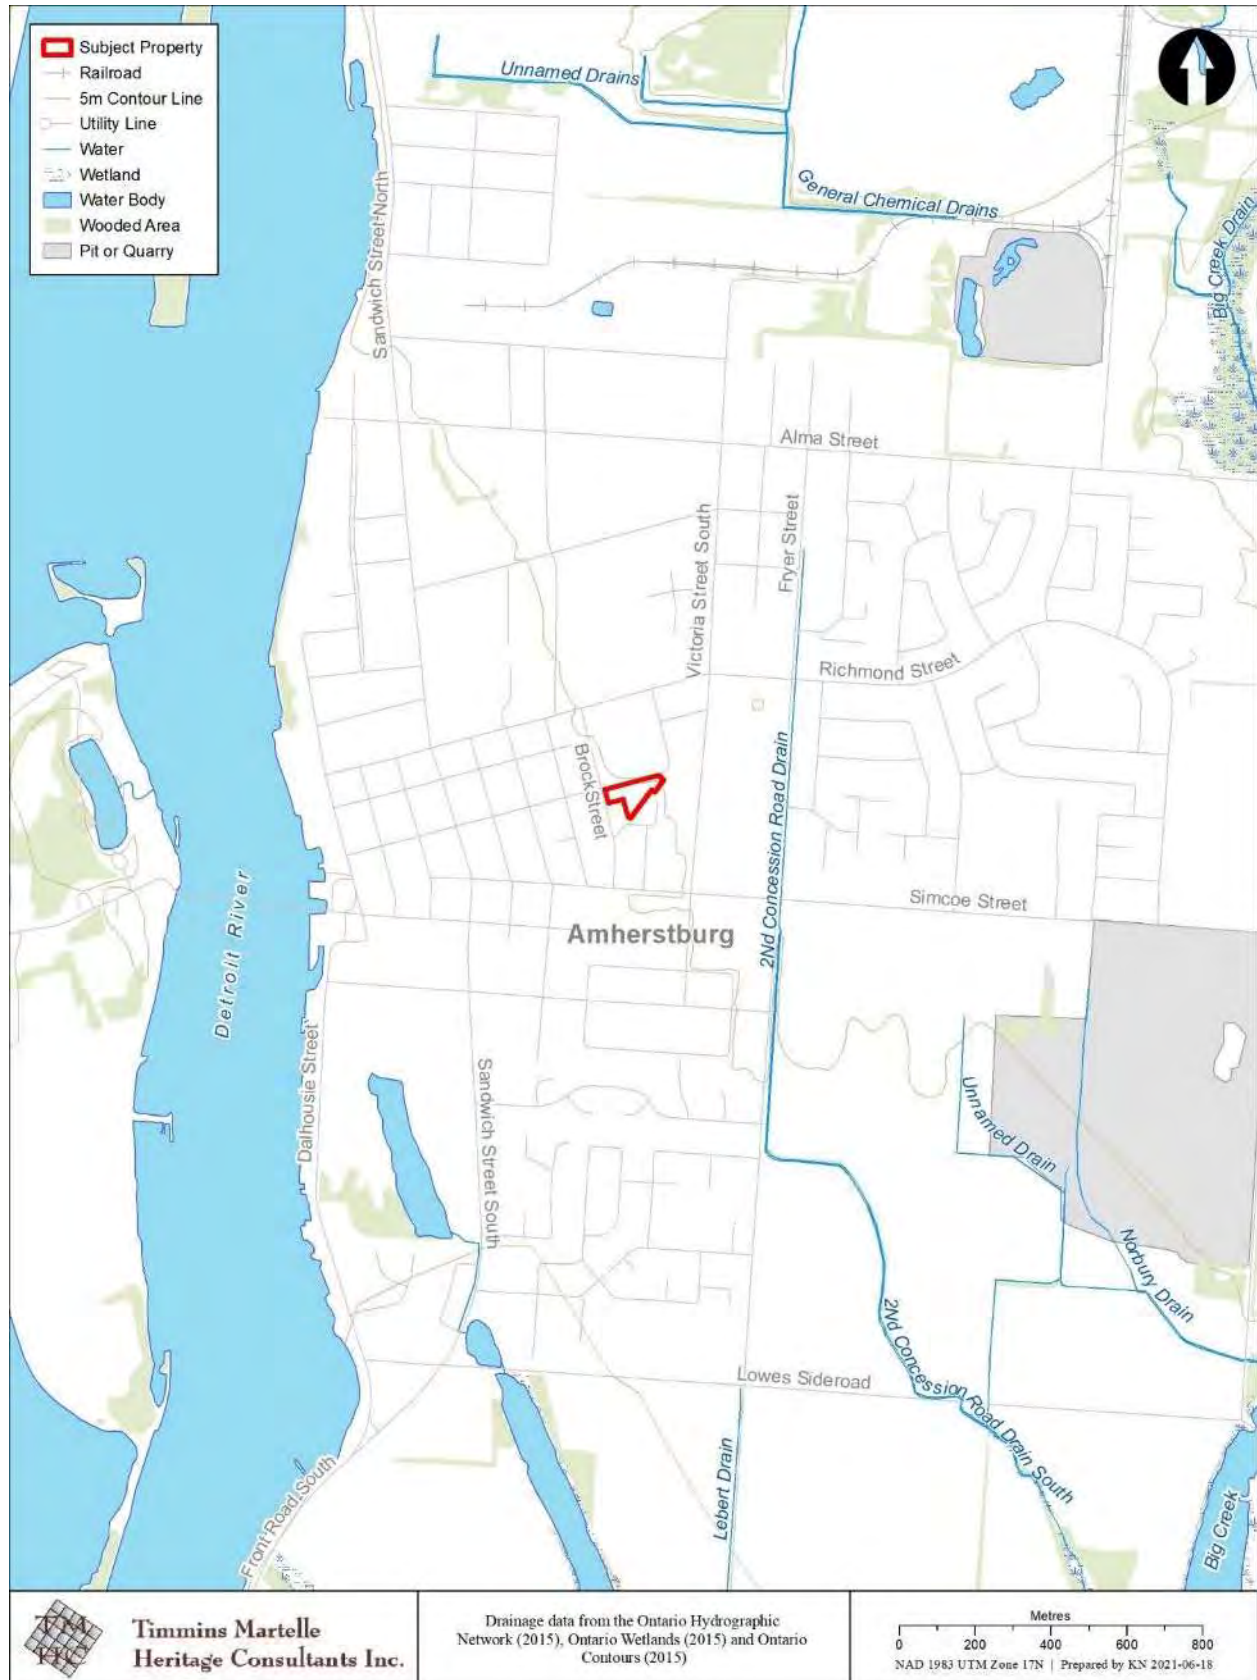 Subject Property
Railroad
5m Contour Line
Utility Line
Water
Wetland
Water Body
Wooded Area
Pit or Quarry
Unnamed Drains
General Chemical Drains
Big Creek Drain
Sandwich Street North
Alma Street
Fryer Street
Victoria Street South
Richmond Street
Brock Street
2Nd Concession Road Drain
Simcoe Street
Amherstburg
Detroit River
Dalhousie Street
Sandwich Street South
Unnamed Drain
Norbury Drain
2Nd Concession Road Drain South
Lowes Sideroad
Lebert Drain
Front Road South
Big Creek
TM
HC
Timmins Martelle
Heritage Consultants Inc.
Drainage data from the Ontario Hydrographic
Network (2015), Ontario Wetlands (2015) and Ontario
Contours (2015)
Metres
0 200 400 600 800
NAD 1983 UTM Zone 17N | Prepared by KN 2021-06-18